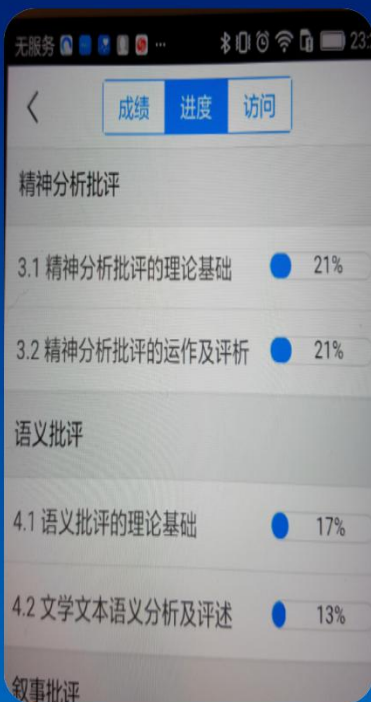 无服务 ... 23:
成绩 进度 访问
精神分析批评
3.1 精神分析批评的理论基础 21%
3.2 精神分析批评的运作及评析 21%
语义批评
4.1 语义批评的理论基础 17%
4.2 文学文本语义分析及评述 13%
叙事批评